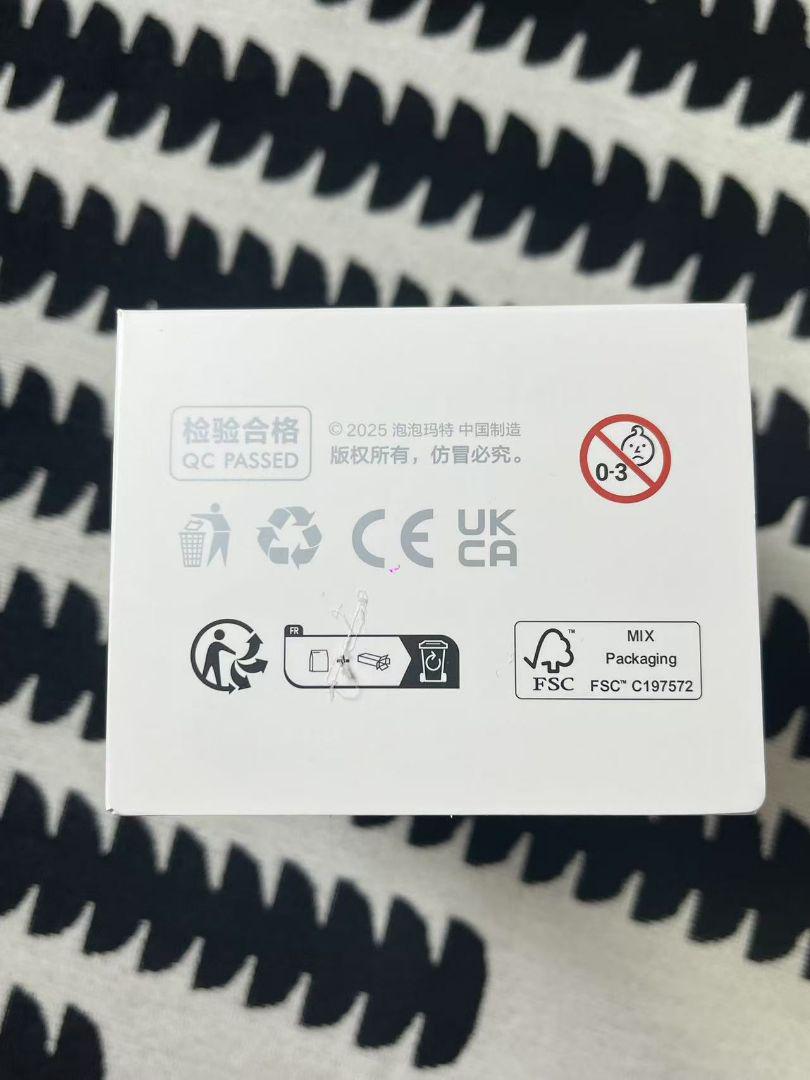 检验合格
QC PASSED
© 2025 泡泡玛特 中国制造
版权所有，仿冒必究。
0-3
CE
UK
CA
FR
MIX
Packaging
FSC™
FSC™ C197572